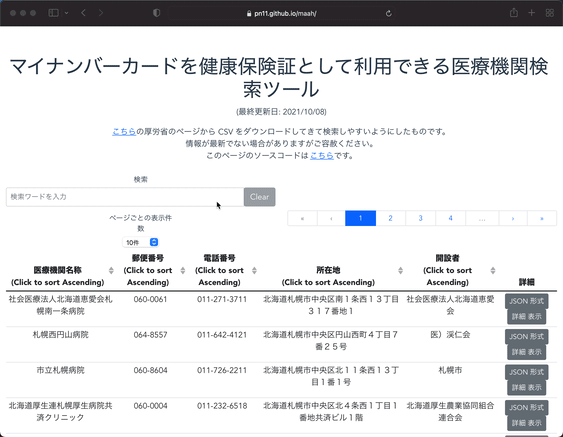 pn11.github.io/maah/
マイナンバーカードを健康保険証として利用できる医療機関検
索ツール
(最終更新日: 2021/10/08)
こちらの厚労省のページから CSV をダウンロードしてきて検索しやすいようにしたものです。
情報が最新でない場合がありますがご容赦ください。
このページのソースコードは こちらです。
検索
検索ワードを入力 Clear
ページごとの表示件
数
« ‹ 1 2 3 4 … › »
10件
医療機関名称 (Click to sort Ascending) 郵便番号 (Click to sort Ascending) 電話番号 (Click to sort Ascending) 所在地 (Click to sort Ascending) 開設者 (Click to sort Ascending) 詳細
社会医療法人北海道恵愛会札 060-0061 011-271-3711 北海道札幌市中央区南１条西１３丁目 社会医療法人北海道恵愛 JSON 形式
幌南一条病院 ３１７番地１ 会 詳細 表示
札幌西円山病院 064-8557 011-642-4121 北海道札幌市中央区円山西町４丁目７ 医）渓仁会 JSON 形式
番２５号 詳細 表示
市立札幌病院 060-8604 011-726-2211 北海道札幌市中央区北１１条西１３丁 札幌市 JSON 形式
目１番１号 詳細 表示
北海道厚生連札幌厚生病院共 060-0004 011-232-6518 北海道札幌市中央区北４条西１丁目１ 北海道厚生農業協同組合 JSON 形式
済クリニック 番地共済ビル１階 連合会 詳細 表示